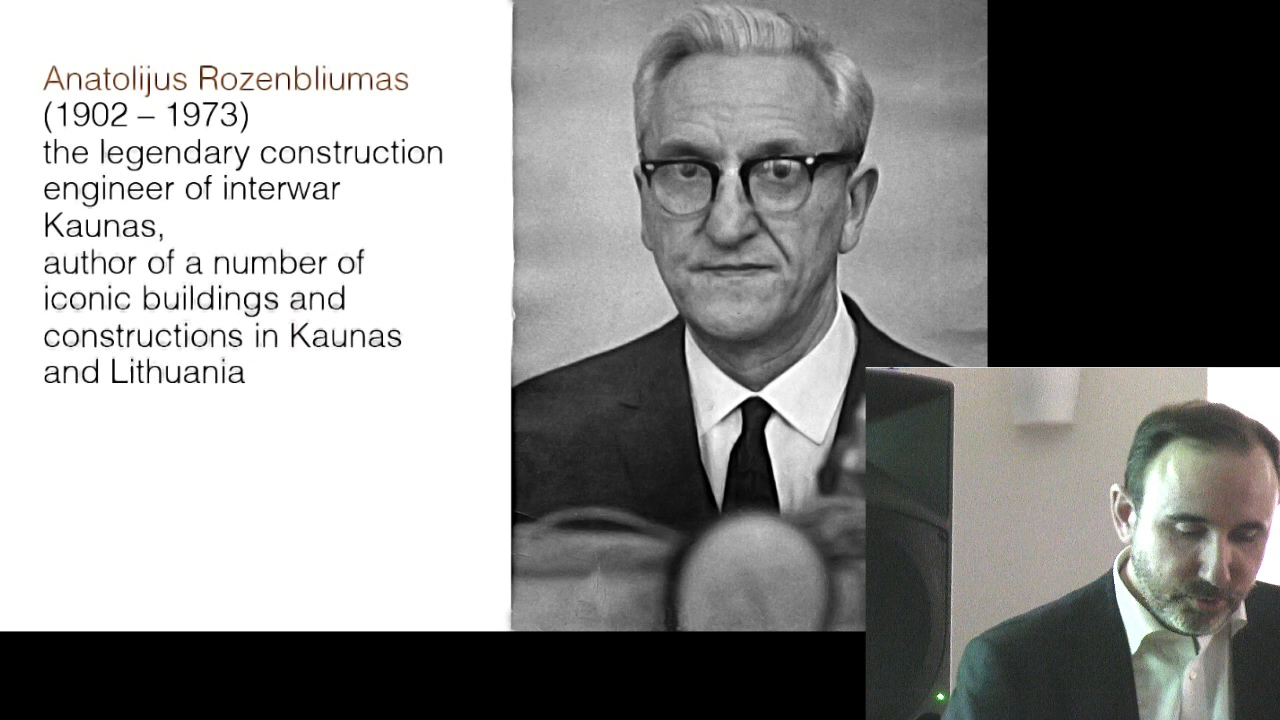 Anatolijus Rozenbliumas
(1902 – 1973)
the legendary construction
engineer of interwar
Kaunas,
author of a number of
iconic buildings and
constructions in Kaunas
and Lithuania